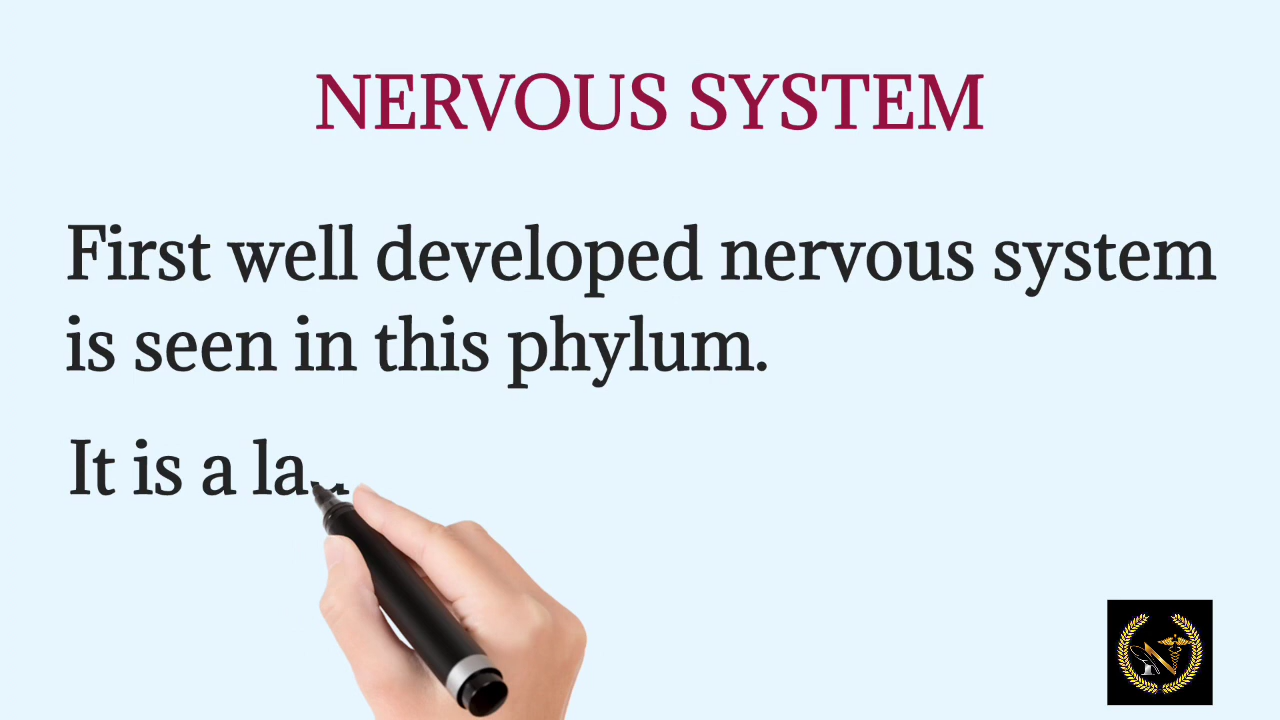 NERVOUS SYSTEM
First well developed nervous system
is seen in this phylum.
It is a